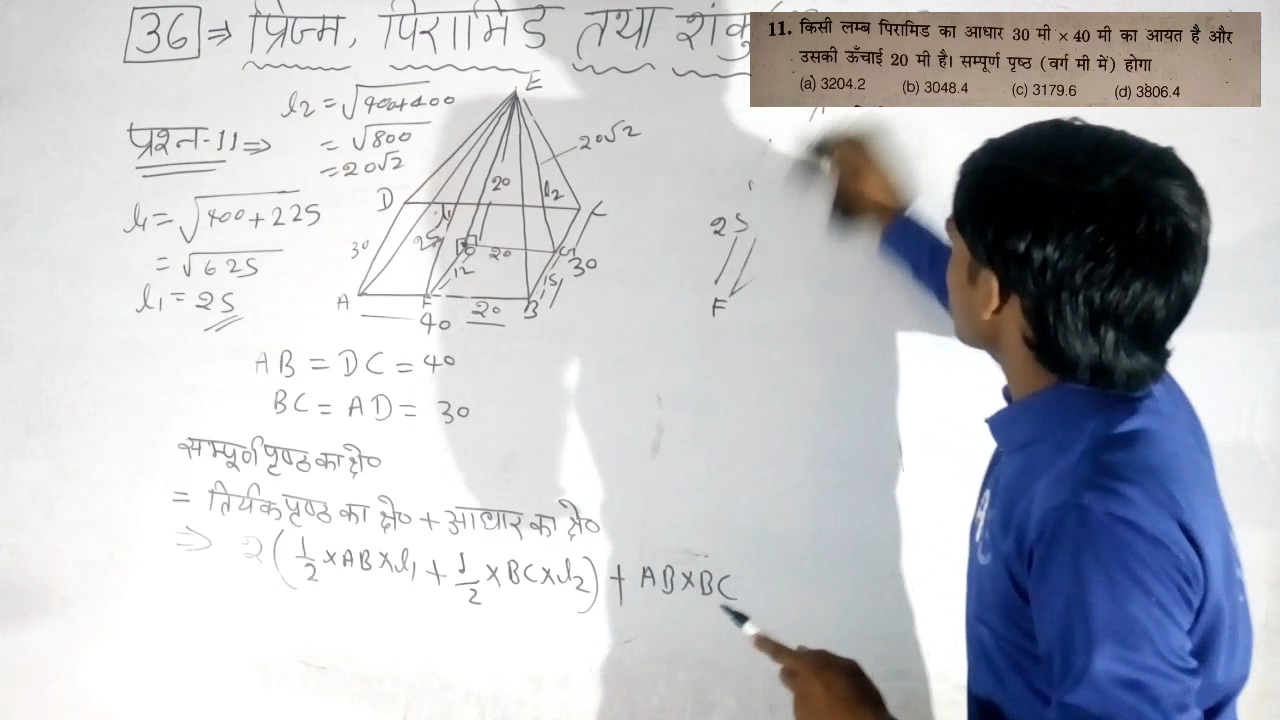 36 ⇒ प्रिज्म, पिरामिड तथा शंकु
11. किसी लम्ब पिरामिड का आधार 30 मी × 40 मी का आयत है और
उसकी ऊँचाई 20 मी है। सम्पूर्ण पृष्ठ (वर्ग मी में) होगा
(a) 3204.2 (b) 3048.4 (c) 3179.6 (d) 3806.4
प्रश्न-11 ⇒
l2 = √400+400
= √800
= 20√2
l1 = √400+225
= √625
l1 = 25
E
20√2
D
20
l2
C
30
25
20
G
30
12
15
A
F
20
B
40
25
F
AB = DC = 40
BC = AD = 30
सम्पूर्ण पृष्ठ का क्षे०
= तिर्यक पृष्ठ का क्षे० + आधार का क्षे०
⇒ 2(1/2 × AB × l1 + 1/2 × BC × l2) + AB × BC